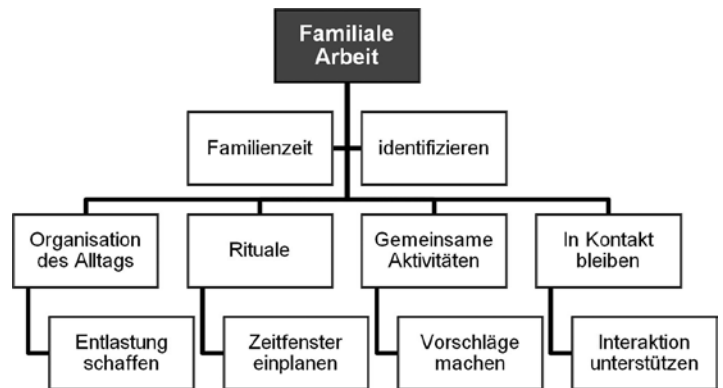 Familiale
Arbeit
Familienzeit
identifizieren
Organisation
des Alltags
Rituale
Gemeinsame
Aktivitäten
In Kontakt
bleiben
Entlastung
schaffen
Zeitfenster
einplanen
Vorschläge
machen
Interaktion
unterstützen